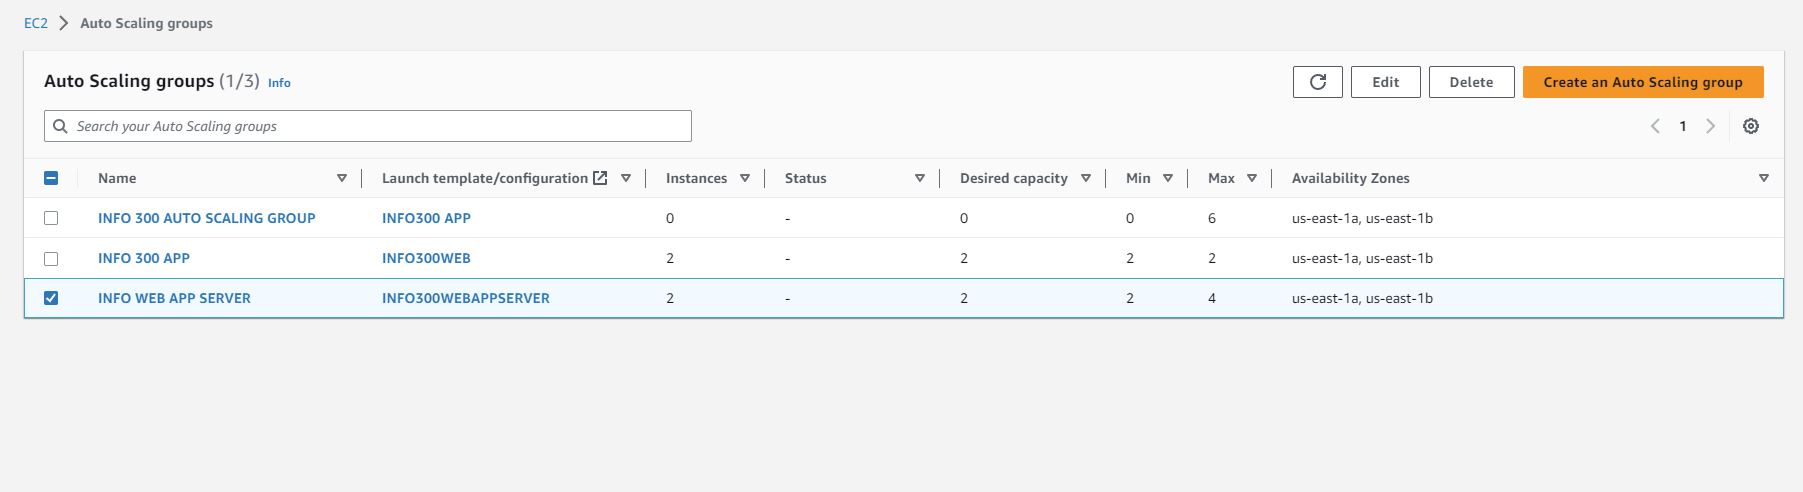 EC2 > Auto Scaling groups
Auto Scaling groups (1/3) Info
Edit
Delete
Create an Auto Scaling group
Search your Auto Scaling groups
1
Name Launch template/configuration Instances Status Desired capacity Min Max Availability Zones
INFO 300 AUTO SCALING GROUP INFO300 APP 0 - 0 0 6 us-east-1a, us-east-1b
INFO 300 APP INFO300WEB 2 - 2 2 2 us-east-1a, us-east-1b
INFO WEB APP SERVER INFO300WEBAPPSERVER 2 - 2 2 4 us-east-1a, us-east-1b